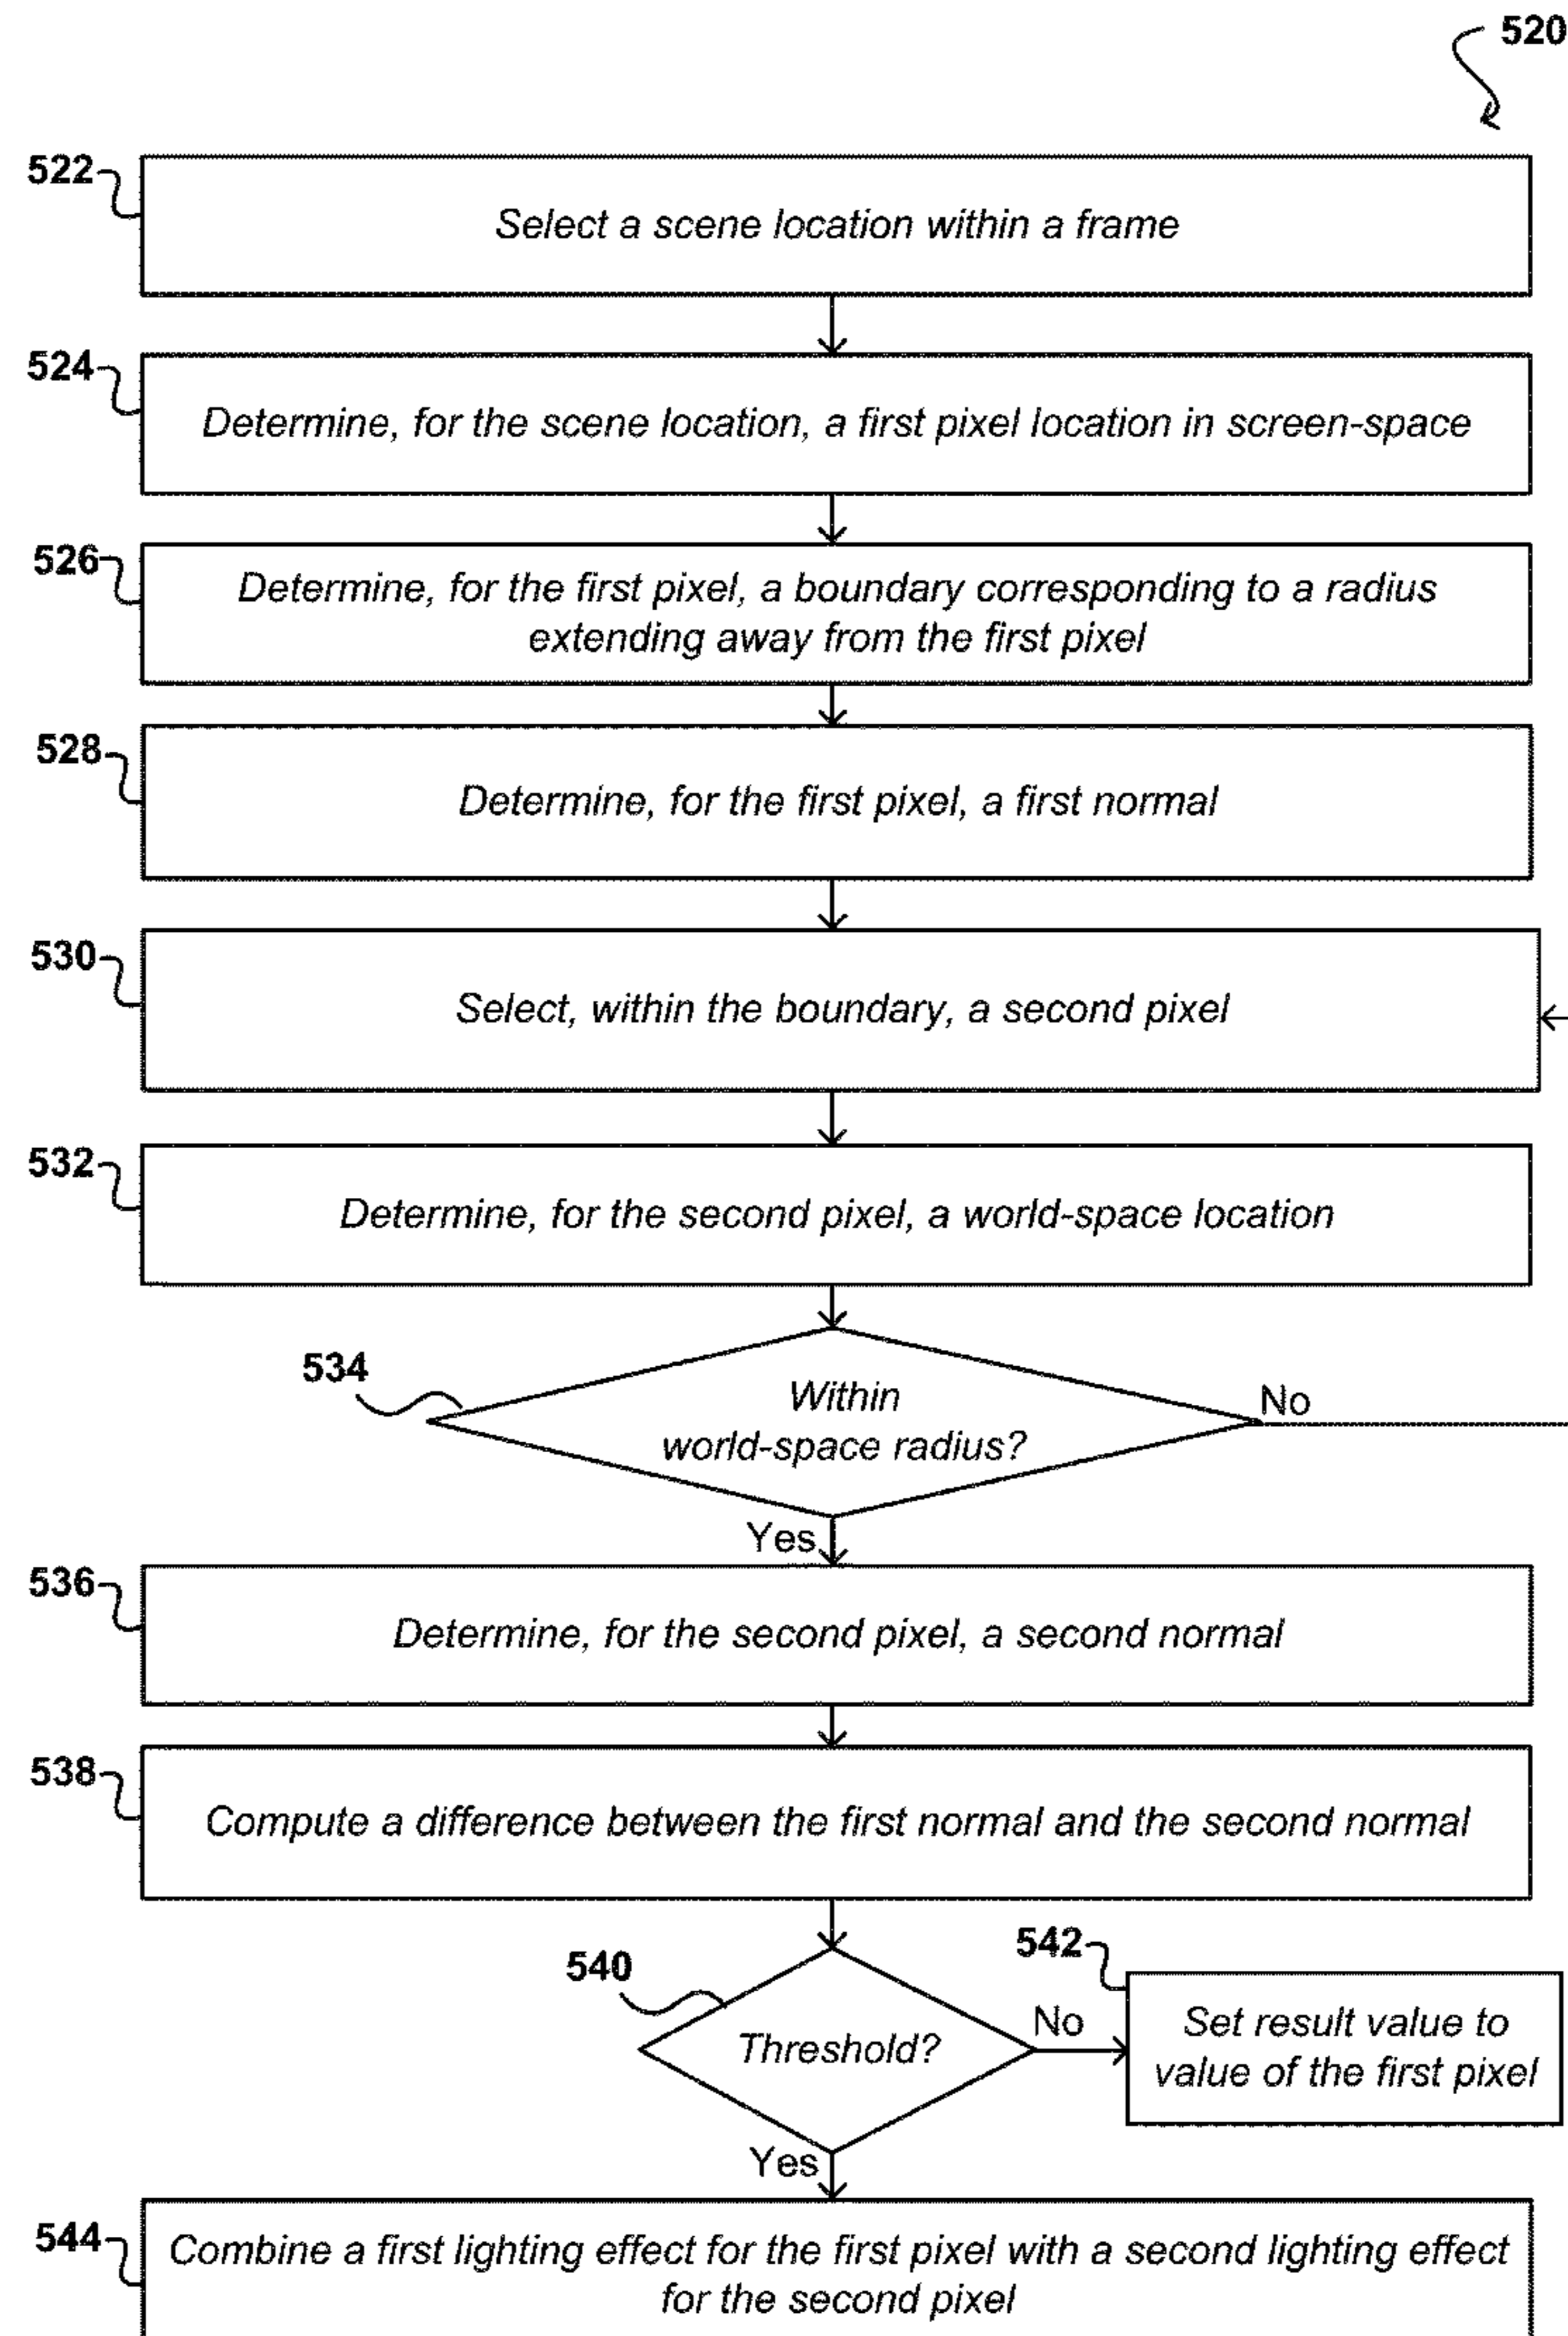 520
522
Select a scene location within a frame
524
Determine, for the scene location, a first pixel location in screen-space
526
Determine, for the first pixel, a boundary corresponding to a radius
extending away from the first pixel
528
Determine, for the first pixel, a first normal
530
Select, within the boundary, a second pixel
532
Determine, for the second pixel, a world-space location
534
Within
world-space radius?
No
Yes
536
Determine, for the second pixel, a second normal
538
Compute a difference between the first normal and the second normal
540
Threshold?
No
542
Set result value to
value of the first pixel
Yes
544
Combine a first lighting effect for the first pixel with a second lighting effect
for the second pixel